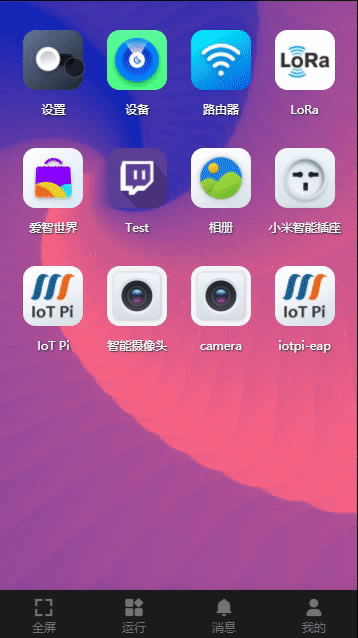 设置
设备
路由器
LoRa
LoRa
爱智世界
Test
相册
小米智能插座
IoT Pi
IoT Pi
智能摄像头
camera
IoT Pi
iotpi-eap
全屏
运行
消息
我的